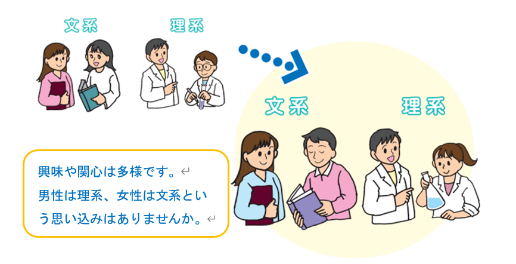 文系
理系
文系
理系
興味や関心は多様です。↵
男性は理系、女性は文系とい
う思い込みはありませんか。↵